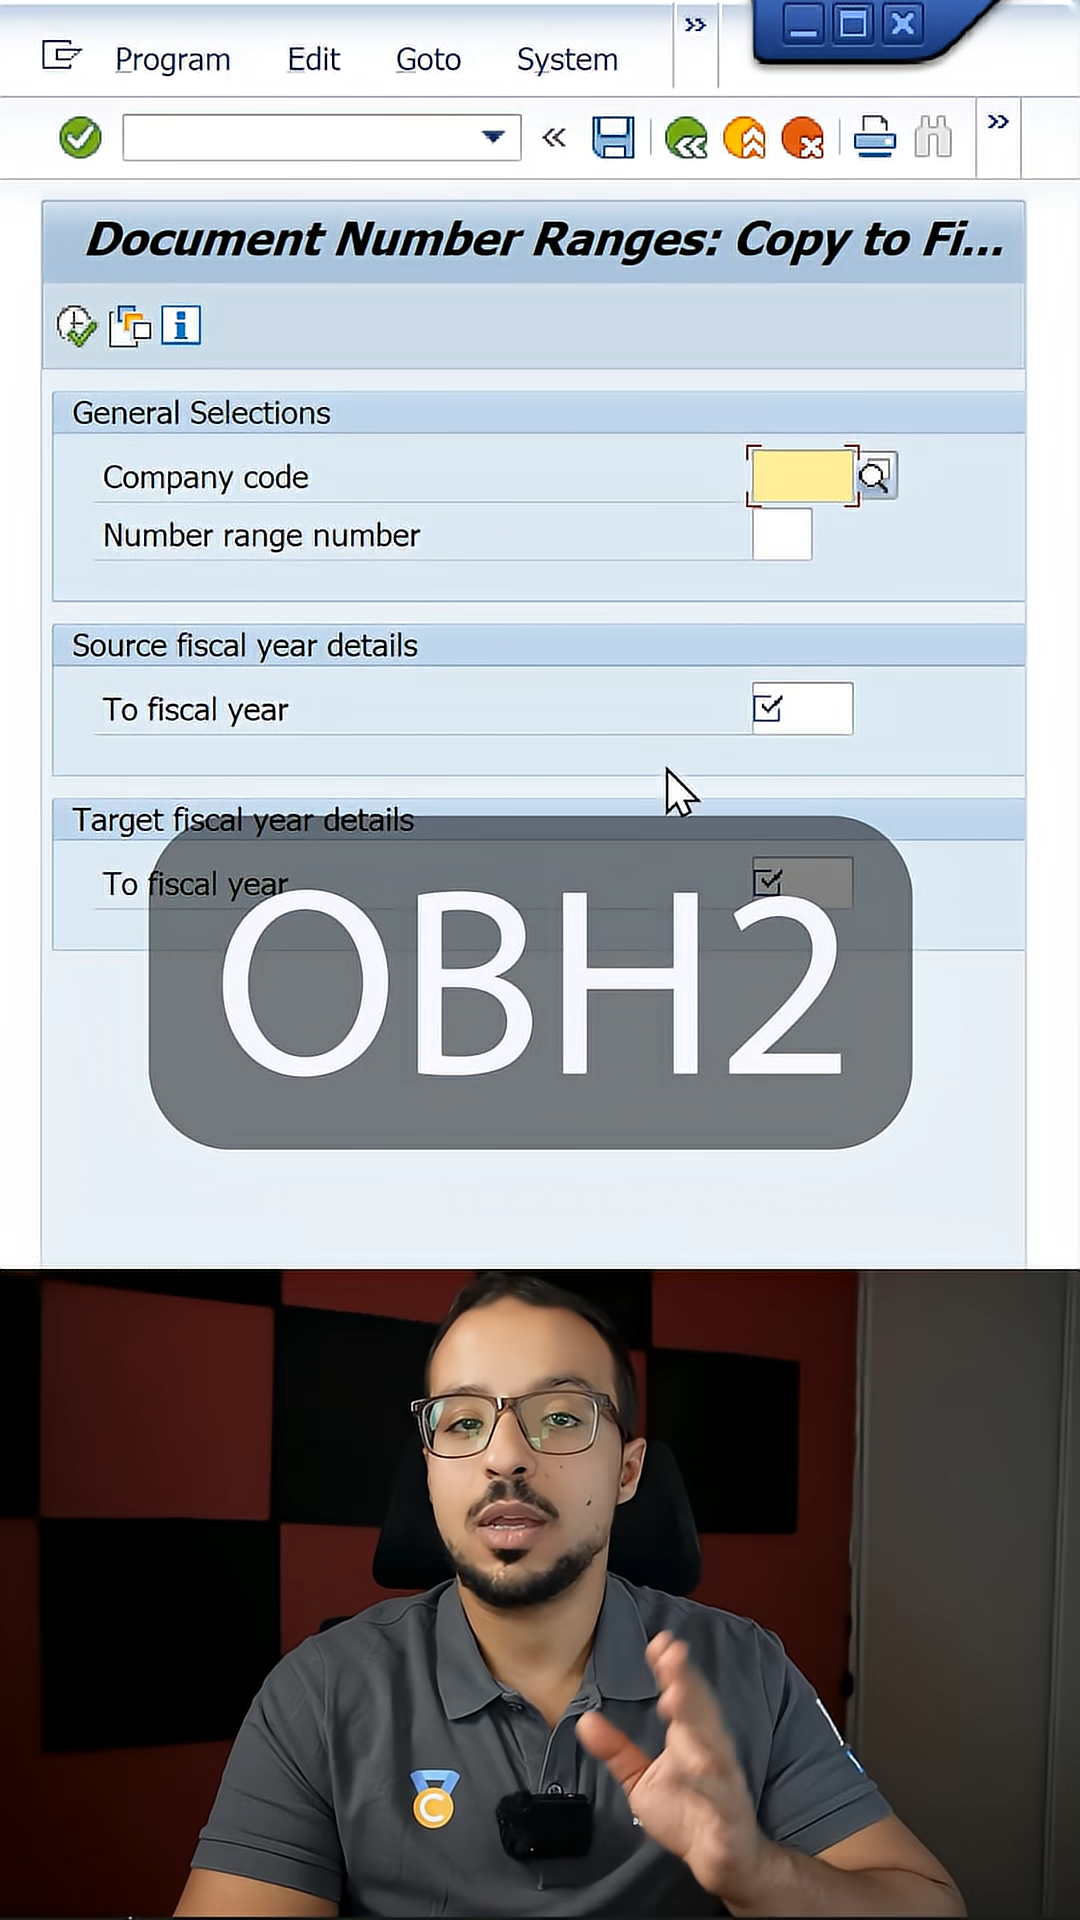 Program Edit Goto System
Document Number Ranges: Copy to Fi...
General Selections
Company code
Number range number
Source fiscal year details
To fiscal year
Target fiscal year details
To fiscal year
OBH2
C